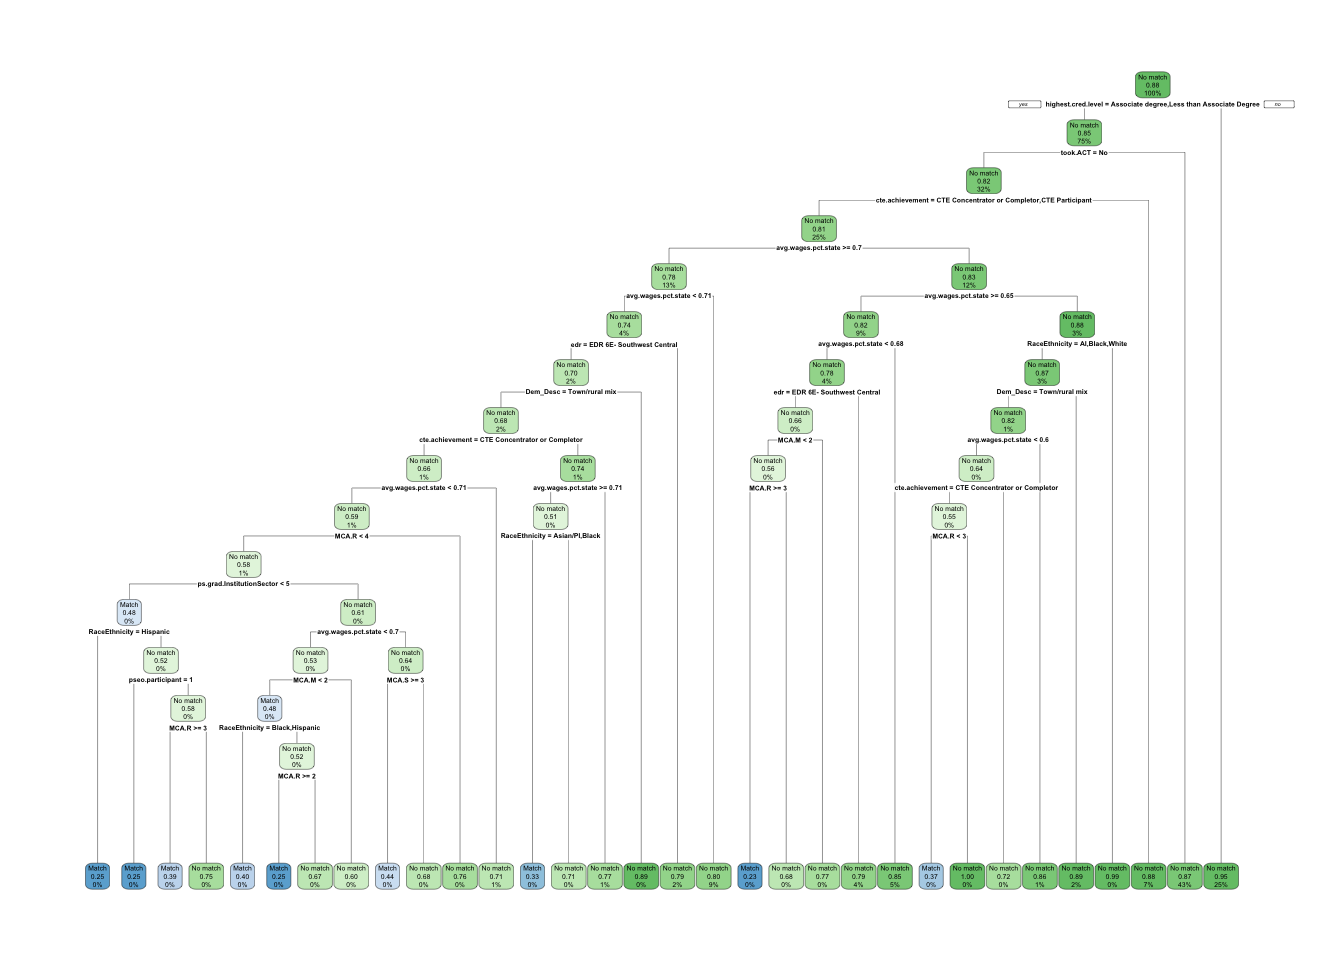 No match
0.88
100%
yes
highest.cred.level = Associate degree,Less than Associate Degree
no
No match
0.85
75%
took.ACT = No
No match
0.82
32%
cte.achievement = CTE Concentrator or Completor,CTE Participant
No match
0.81
25%
avg.wages.pct.state >= 0.7
No match
0.78
13%
No match
0.83
12%
avg.wages.pct.state < 0.71
avg.wages.pct.state >= 0.65
No match
0.74
4%
No match
0.82
9%
No match
0.88
3%
edr = EDR 6E- Southwest Central
avg.wages.pct.state < 0.68
RaceEthnicity = AI,Black,White
No match
0.70
2%
No match
0.78
4%
No match
0.87
3%
Dem_Desc = Town/rural mix
edr = EDR 6E- Southwest Central
Dem_Desc = Town/rural mix
No match
0.68
2%
No match
0.66
0%
No match
0.82
1%
cte.achievement = CTE Concentrator or Completor
MCA.M < 2
avg.wages.pct.state < 0.6
No match
0.66
1%
No match
0.74
1%
No match
0.56
0%
No match
0.64
0%
avg.wages.pct.state < 0.71
avg.wages.pct.state >= 0.71
MCA.R >= 3
cte.achievement = CTE Concentrator or Completor
No match
0.59
1%
No match
0.51
0%
No match
0.55
0%
MCA.R < 4
RaceEthnicity = Asian/PI,Black
MCA.R < 3
No match
0.58
1%
ps.grad.InstitutionSector < 5
Match
0.48
0%
No match
0.61
0%
RaceEthnicity = Hispanic
avg.wages.pct.state < 0.7
No match
0.52
0%
No match
0.53
0%
No match
0.64
0%
pseo.participant = 1
MCA.M < 2
MCA.S >= 3
No match
0.58
0%
Match
0.48
0%
MCA.R >= 3
RaceEthnicity = Black,Hispanic
No match
0.52
0%
MCA.R >= 2
Match
0.25
0%
Match
0.25
0%
Match
0.39
0%
No match
0.75
0%
Match
0.40
0%
Match
0.25
0%
No match
0.67
0%
No match
0.60
0%
Match
0.44
0%
No match
0.68
0%
No match
0.76
0%
No match
0.71
1%
Match
0.33
0%
No match
0.71
0%
No match
0.77
1%
No match
0.89
0%
No match
0.79
2%
No match
0.80
9%
Match
0.23
0%
No match
0.68
0%
No match
0.77
0%
No match
0.79
4%
No match
0.85
5%
Match
0.37
0%
No match
1.00
0%
No match
0.72
0%
No match
0.86
1%
No match
0.89
2%
No match
0.99
0%
No match
0.88
7%
No match
0.87
43%
No match
0.95
25%